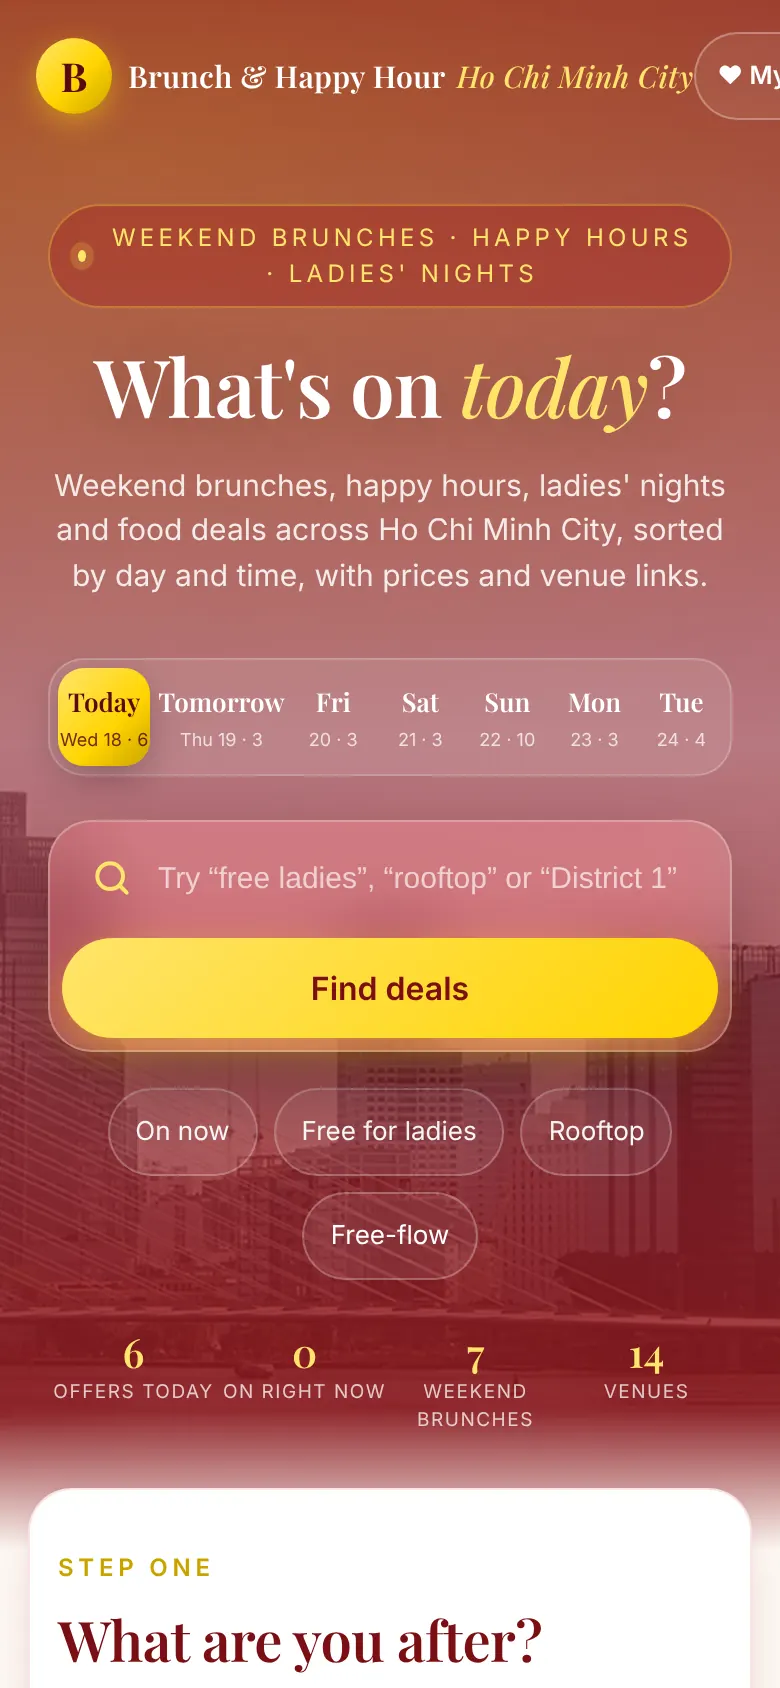 B
Brunch & Happy Hour Ho Chi Minh City
My
WEEKEND BRUNCHES · HAPPY HOURS
· LADIES' NIGHTS
What's on today?
Weekend brunches, happy hours, ladies' nights
and food deals across Ho Chi Minh City, sorted
by day and time, with prices and venue links.
Today Tomorrow Fri Sat Sun Mon Tue
Wed 18 · 6 Thu 19 · 3 20 · 3 21 · 3 22 · 10 23 · 3 24 · 4
Try “free ladies”, “rooftop” or “District 1”
Find deals
On now Free for ladies Rooftop
Free-flow
6 0 7 14
OFFERS TODAY ON RIGHT NOW WEEKEND VENUES
BRUNCHES
STEP ONE
What are you after?